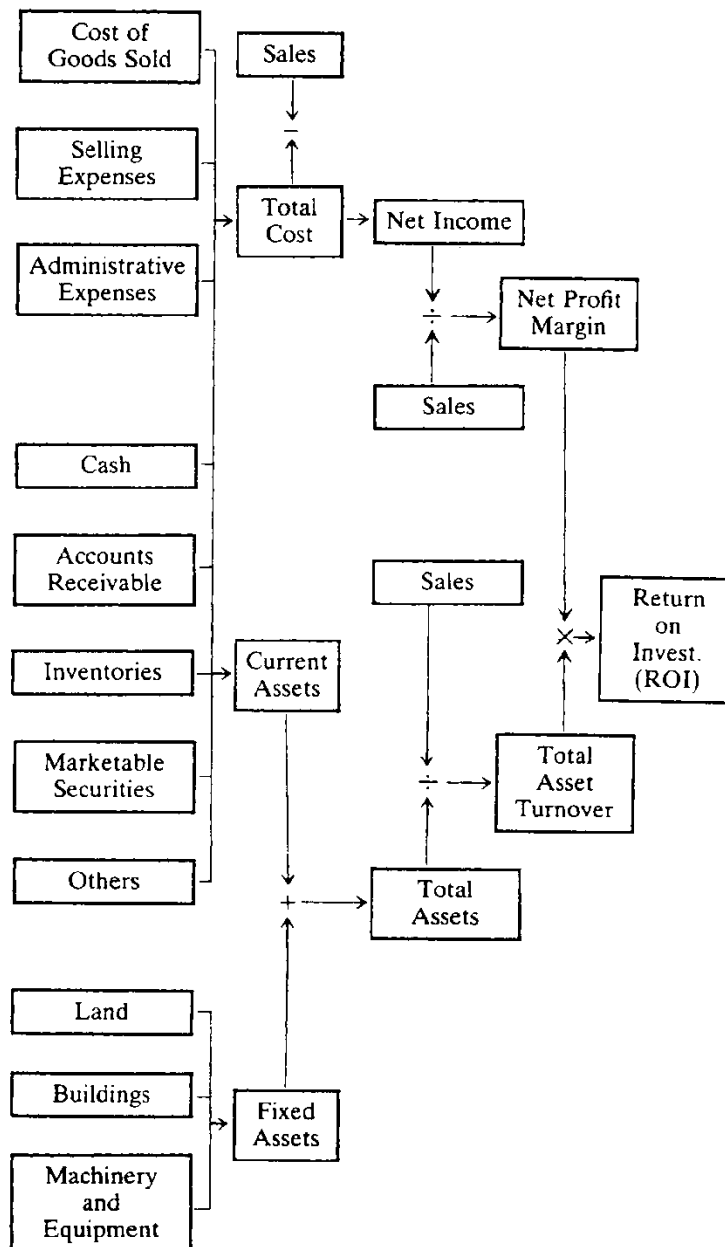 Cost of
Goods Sold
Sales
−
Selling
Expenses
Total
Cost
Net Income
Administrative
Expenses
Net Profit
Margin
÷
Sales
Cash
Accounts
Receivable
Sales
Return
on
Invest.
(ROI)
×
Inventories
Current
Assets
Marketable
Securities
÷
Total
Asset
Turnover
Others
+
Total
Assets
Land
Buildings
Fixed
Assets
Machinery
and
Equipment